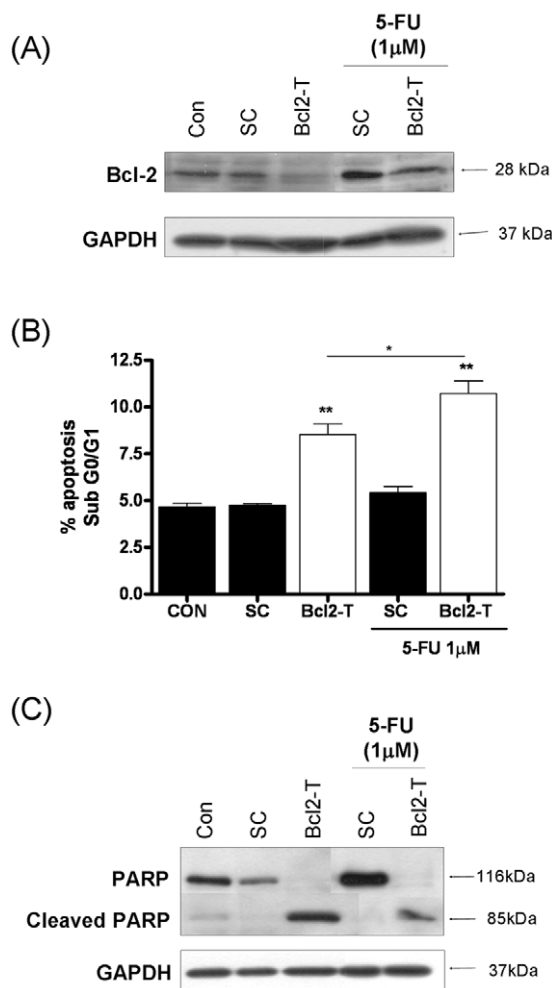 (A)
5-FU
(1µM)
Con SC Bcl2-T SC Bcl2-T
Bcl-2 28 kDa
GAPDH 37 kDa
(B)
12.5
*
** **
10.0
7.5
5.0
2.5
0.0
% apoptosis
Sub G0/G1
CON SC Bcl2-T SC Bcl2-T
5-FU 1µM
(C)
5-FU
(1µM)
Con SC Bcl2-T SC Bcl2-T
PARP 116kDa
Cleaved PARP 85kDa
GAPDH 37kDa